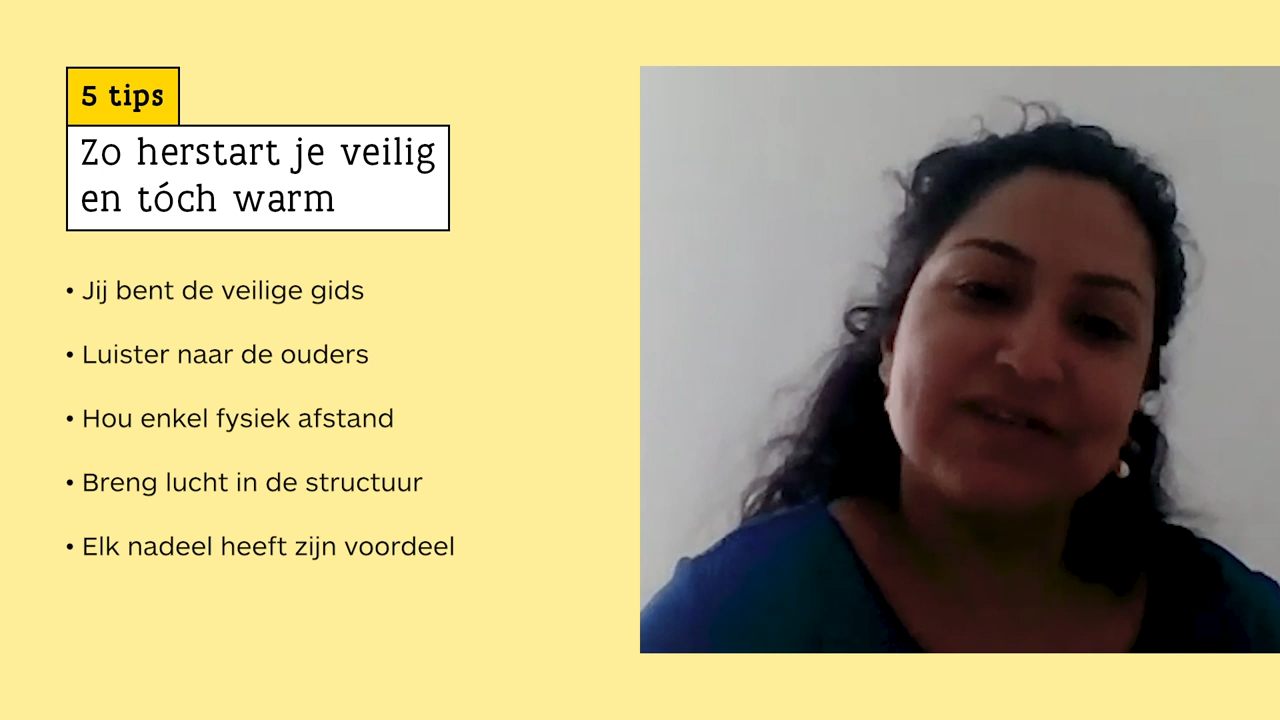 5 tips
Zo herstart je veilig
en tóch warm
• Jij bent de veilige gids
• Luister naar de ouders
• Hou enkel fysiek afstand
• Breng lucht in de structuur
• Elk nadeel heeft zijn voordeel